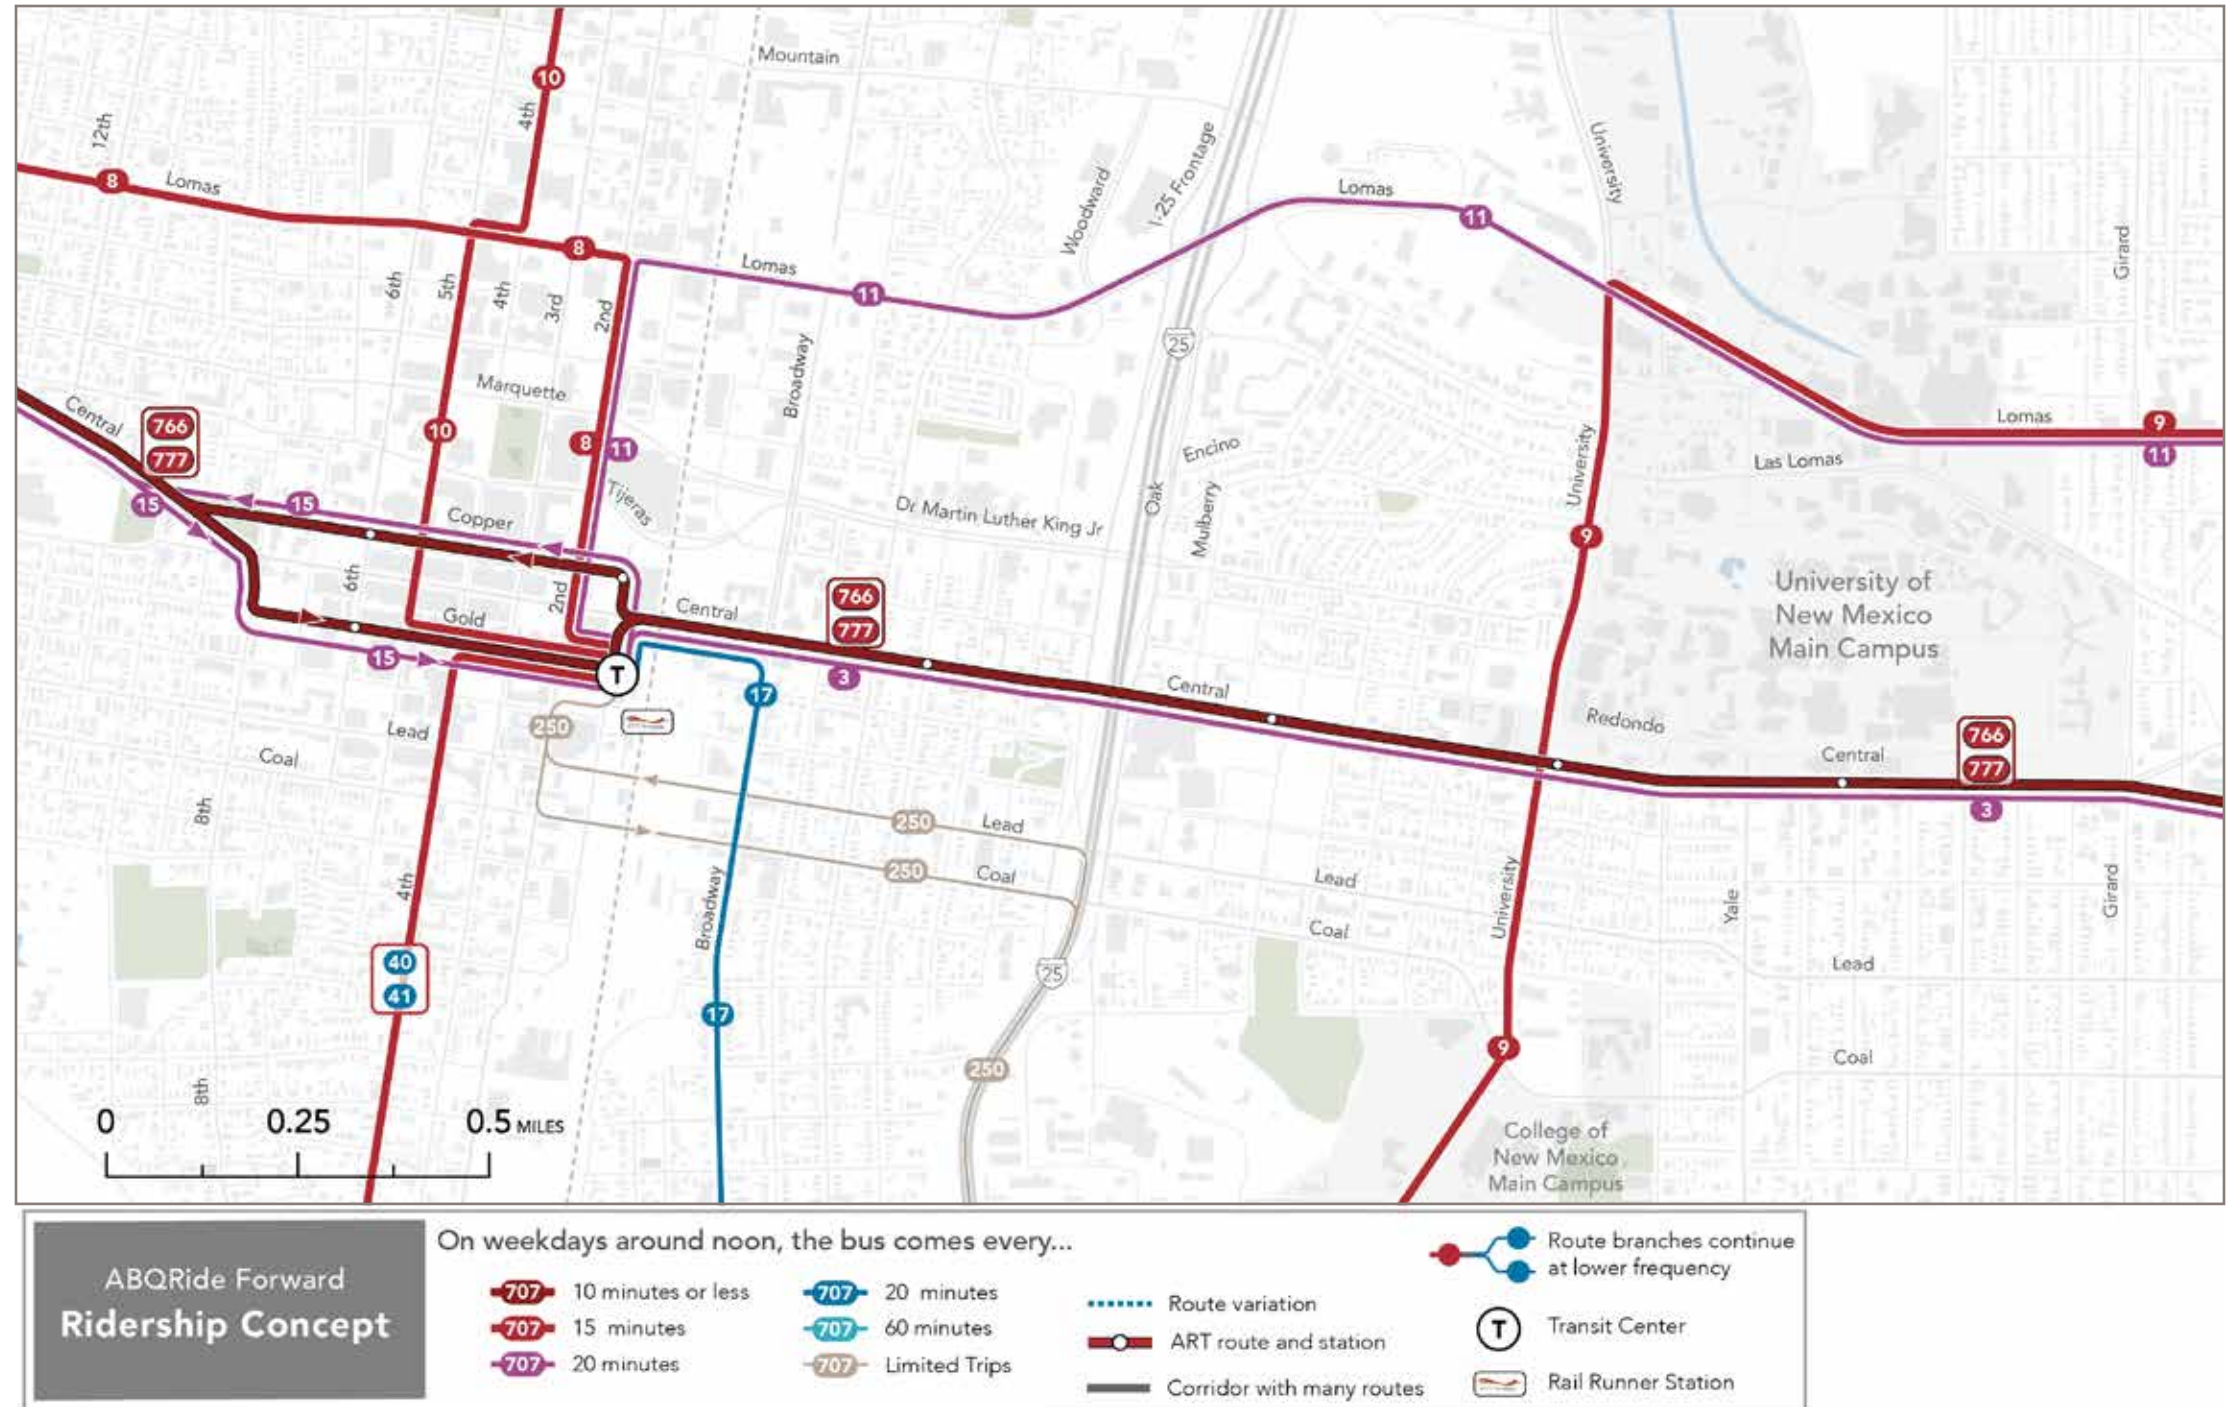 Mountain
10
4th
12th
8
Lomas
University
Woodward
I-25 Frontage
Lomas
11
8
Lomas
11
Girard
6th
5th
4th
3rd
2nd
25
Broadway
Marquette
Central
766
777
10
8
11
Lomas
9
11
Encino
University
Las Lomas
15
15
Copper
Tijeras
Dr Martin Luther King Jr
Oak
Mulberry
9
6th
2nd
Gold
Central
766
777
University of
New Mexico
Main Campus
15
T
3
17
Central
250
Lead
Coal
Redondo
Central
766
777
3
8th
250
Lead
250
Coal
4th
Broadway
Lead
Coal
University
Yale
Girard
40
41
25
Lead
17
9
250
Coal
8th
0 0.25 0.5 MILES
College of
New Mexico
Main Campus
ABQRide Forward
Ridership Concept
On weekdays around noon, the bus comes every...
707 10 minutes or less
707 15 minutes
707 20 minutes
707 20 minutes
707 60 minutes
707 Limited Trips
Route variation
ART route and station
Corridor with many routes
Route branches continue
at lower frequency
T Transit Center
Rail Runner Station